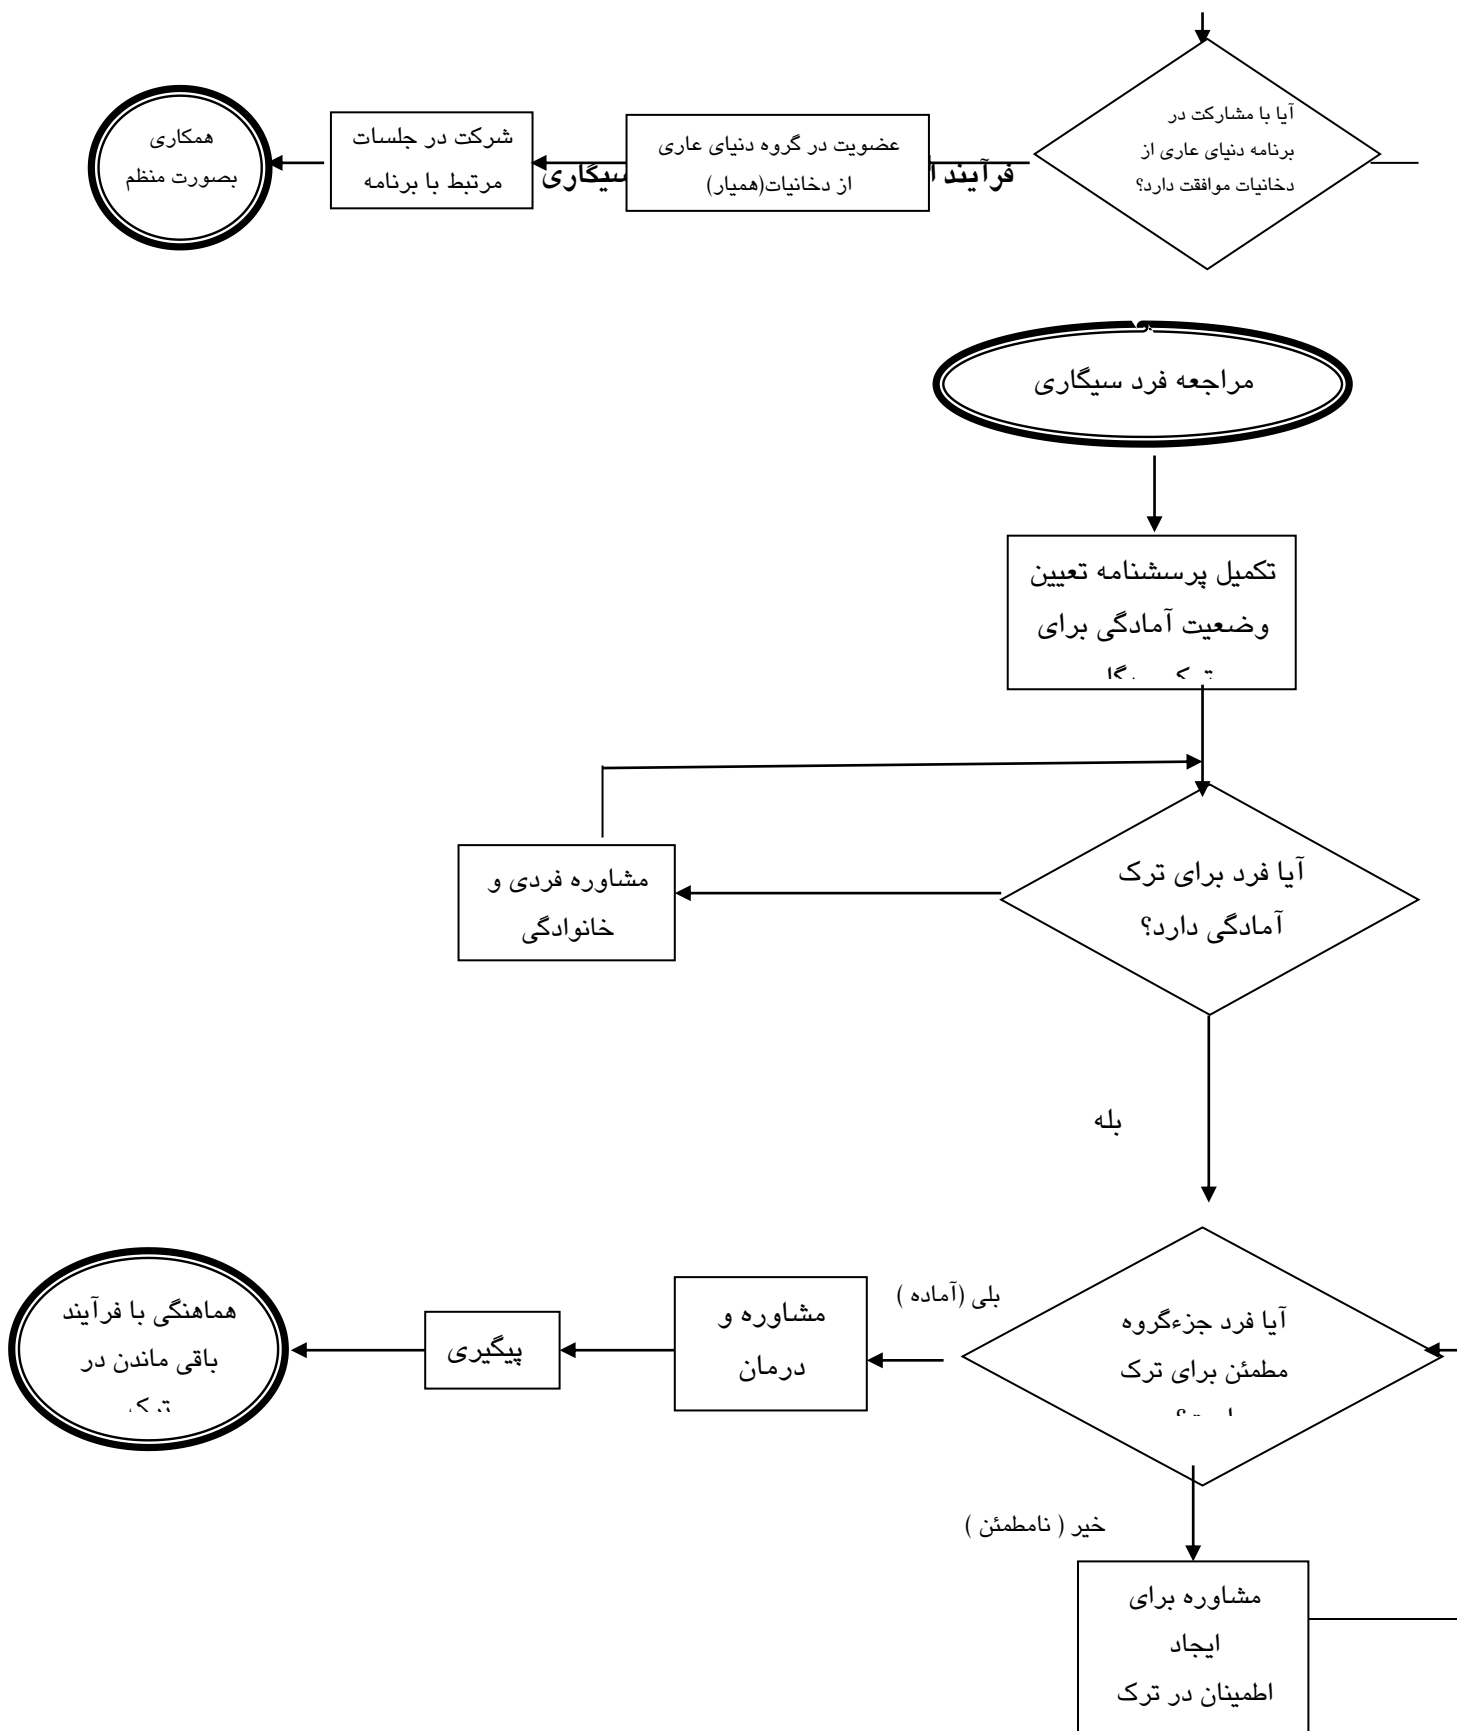 آیا با مشارکت در
برنامه دنیای عاری از
دخانیات موافقت دارد؟
عضویت در گروه دنیای عاری
از دخانیات(همیار)
شرکت در جلسات
مرتبط با برنامه
همکاری
بصورت منظم
فرآیند
سیگاری
مراجعه فرد سیگاری
تکمیل پرسشنامه تعیین
وضعیت آمادگی برای
آیا فرد برای ترک
آمادگی دارد؟
مشاوره فردی و
خانوادگی
بله
آیا فرد جزءگروه
مطمئن برای ترک
بلی (آماده )
مشاوره و
درمان
پیگیری
هماهنگی با فرآیند
باقی ماندن در
خیر ( نامطمئن )
مشاوره برای
ایجاد
اطمینان در ترک